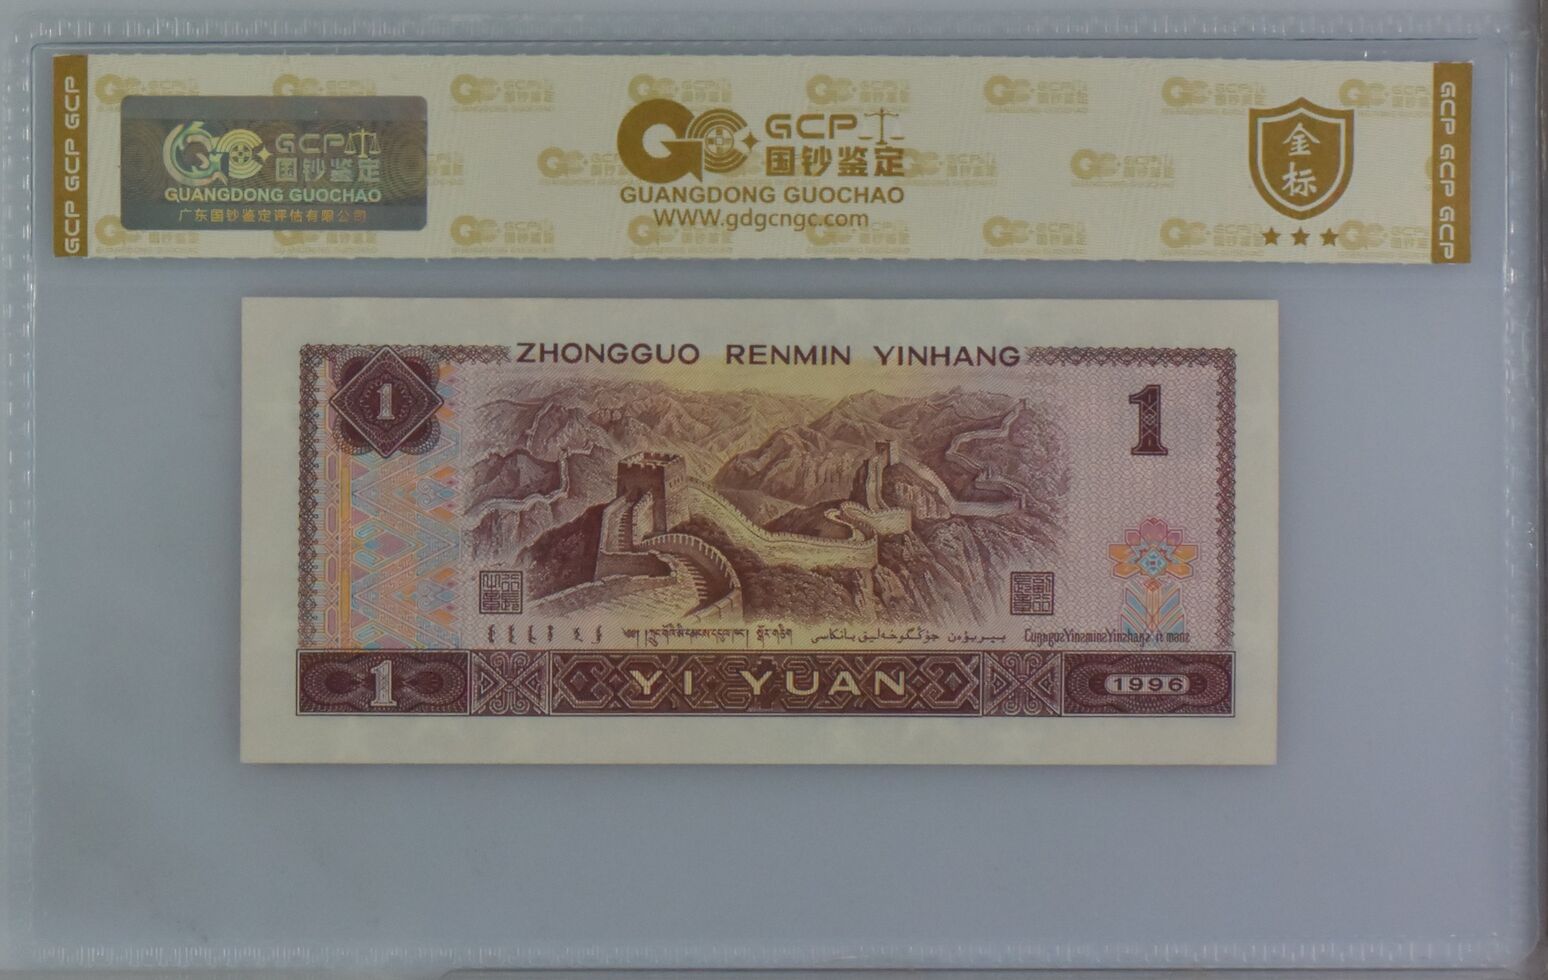 GCP GCP GCP
GCP
国钞鉴定
GUANGDONG GUOCHAO
广东国钞鉴定评估有限公司
GCP
国钞鉴定
GUANGDONG GUOCHAO
WWW.gdgcngc.com
金标
GCP GCP GCP
ZHONGGUO RENMIN YINHANG
1
1
YI YUAN
1
1996